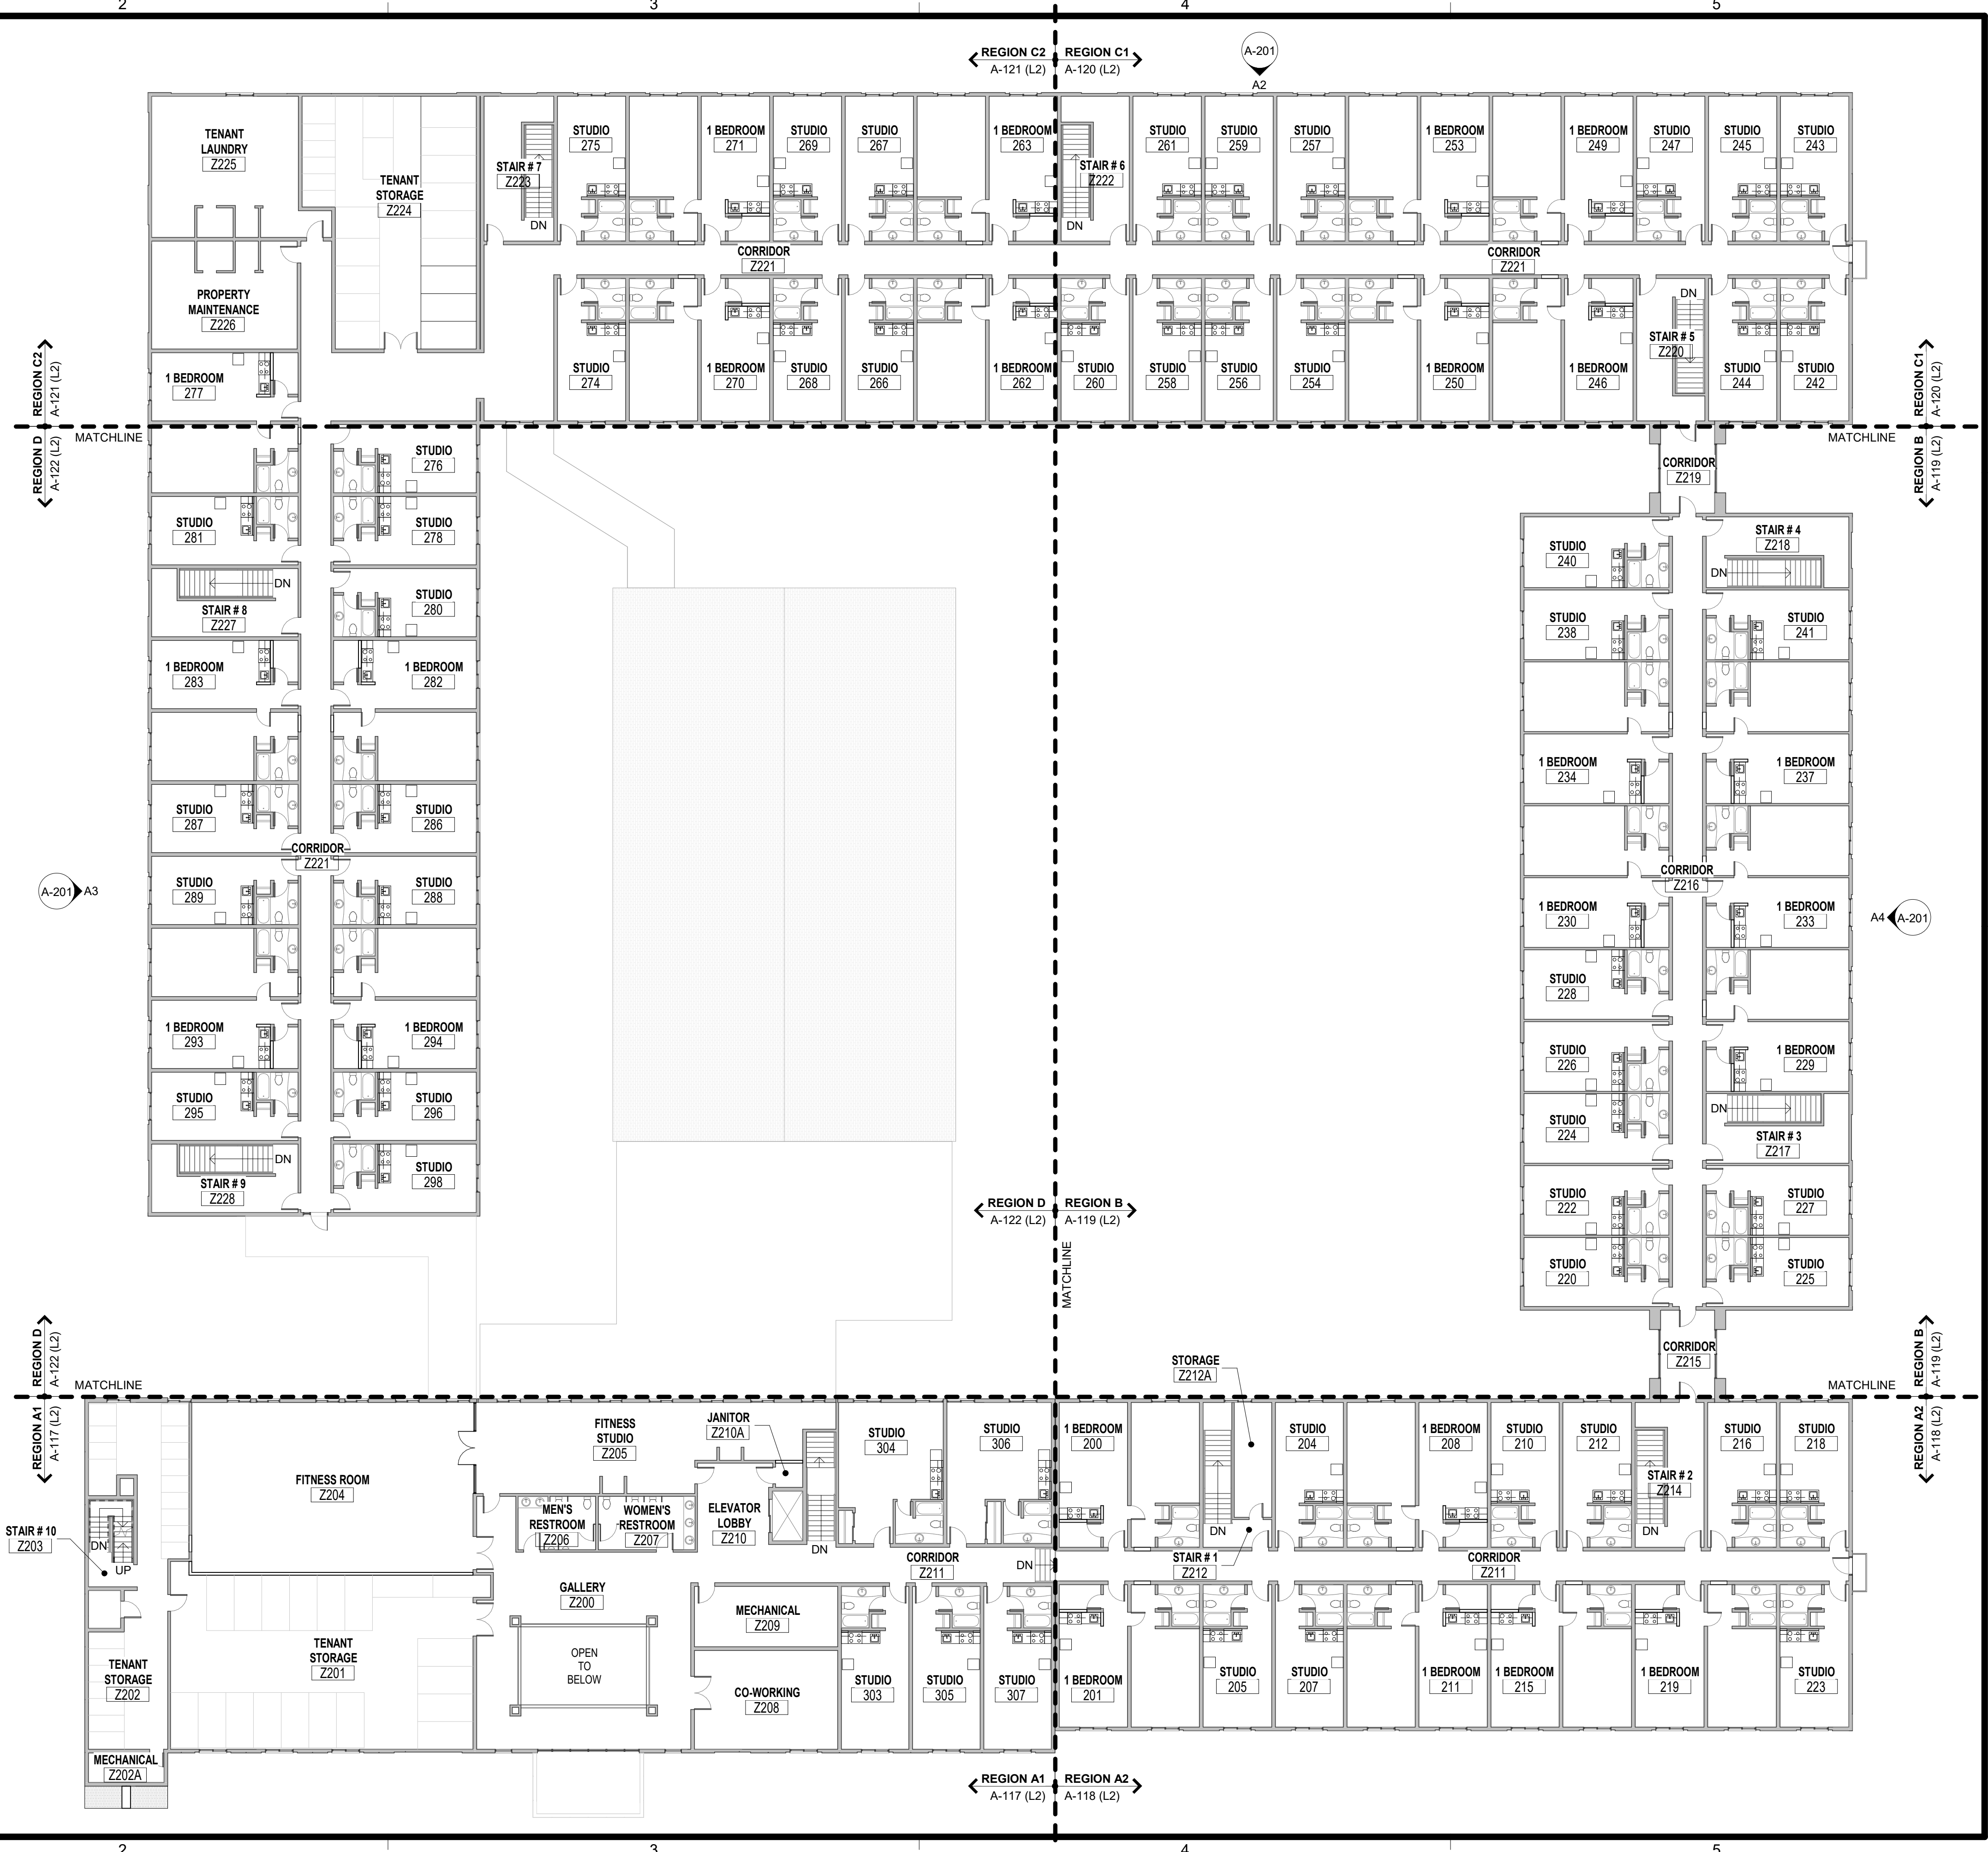 2
3
4
5
REGION C2
A-121 (L2)
REGION C1
A-120 (L2)
A-201
A2
TENANT
LAUNDRY
Z225
TENANT
STORAGE
Z224
STAIR # 7
Z223
DN
STUDIO
275
1 BEDROOM
271
STUDIO
269
STUDIO
267
1 BEDROOM
263
STAIR # 6
Z222
DN
STUDIO
261
STUDIO
259
STUDIO
257
1 BEDROOM
253
1 BEDROOM
249
STUDIO
247
STUDIO
245
STUDIO
243
CORRIDOR
Z221
CORRIDOR
Z221
PROPERTY
MAINTENANCE
Z226
1 BEDROOM
277
STUDIO
274
1 BEDROOM
270
STUDIO
268
STUDIO
266
1 BEDROOM
262
STUDIO
260
STUDIO
258
STUDIO
256
STUDIO
254
1 BEDROOM
250
1 BEDROOM
246
DN
STAIR # 5
Z220
STUDIO
244
STUDIO
242
REGION C2
A-121 (L2)
REGION D
A-122 (L2)
MATCHLINE
REGION C1
A-120 (L2)
REGION B
A-119 (L2)
MATCHLINE
CORRIDOR
Z219
STUDIO
276
STUDIO
281
STUDIO
278
DN
STAIR # 8
Z227
STUDIO
280
1 BEDROOM
283
1 BEDROOM
282
STUDIO
287
STUDIO
286
CORRIDOR
Z221
A-201
A3
STUDIO
289
STUDIO
288
1 BEDROOM
293
1 BEDROOM
294
STUDIO
295
STUDIO
296
DN
STAIR # 9
Z228
STUDIO
298
STUDIO
240
STAIR # 4
Z218
DN
STUDIO
238
STUDIO
241
1 BEDROOM
234
1 BEDROOM
237
CORRIDOR
Z216
1 BEDROOM
230
1 BEDROOM
233
A4
A-201
STUDIO
228
STUDIO
226
1 BEDROOM
229
STUDIO
224
DN
STAIR # 3
Z217
STUDIO
222
STUDIO
227
STUDIO
220
STUDIO
225
REGION D
A-122 (L2)
REGION B
A-119 (L2)
MATCHLINE
CORRIDOR
Z215
REGION D
A-122 (L2)
REGION A1
A-117 (L2)
MATCHLINE
REGION B
A-119 (L2)
REGION A2
A-118 (L2)
MATCHLINE
STORAGE
Z212A
FITNESS ROOM
Z204
FITNESS
STUDIO
Z205
JANITOR
Z210A
STUDIO
304
STUDIO
306
1 BEDROOM
200
STUDIO
204
1 BEDROOM
208
STUDIO
210
STUDIO
212
STAIR # 2
Z214
DN
STUDIO
216
STUDIO
218
STAIR # 10
Z203
DN
UP
MEN'S
RESTROOM
Z206
WOMEN'S
RESTROOM
Z207
ELEVATOR
LOBBY
Z210
DN
CORRIDOR
Z211
DN
DN
STAIR # 1
Z212
CORRIDOR
Z211
GALLERY
Z200
MECHANICAL
Z209
OPEN
TO
BELOW
TENANT
STORAGE
Z201
TENANT
STORAGE
Z202
CO-WORKING
Z208
STUDIO
303
STUDIO
305
STUDIO
307
1 BEDROOM
201
STUDIO
205
STUDIO
207
1 BEDROOM
211
1 BEDROOM
215
1 BEDROOM
219
STUDIO
223
MECHANICAL
Z202A
REGION A1
A-117 (L2)
REGION A2
A-118 (L2)
2
3
4
5